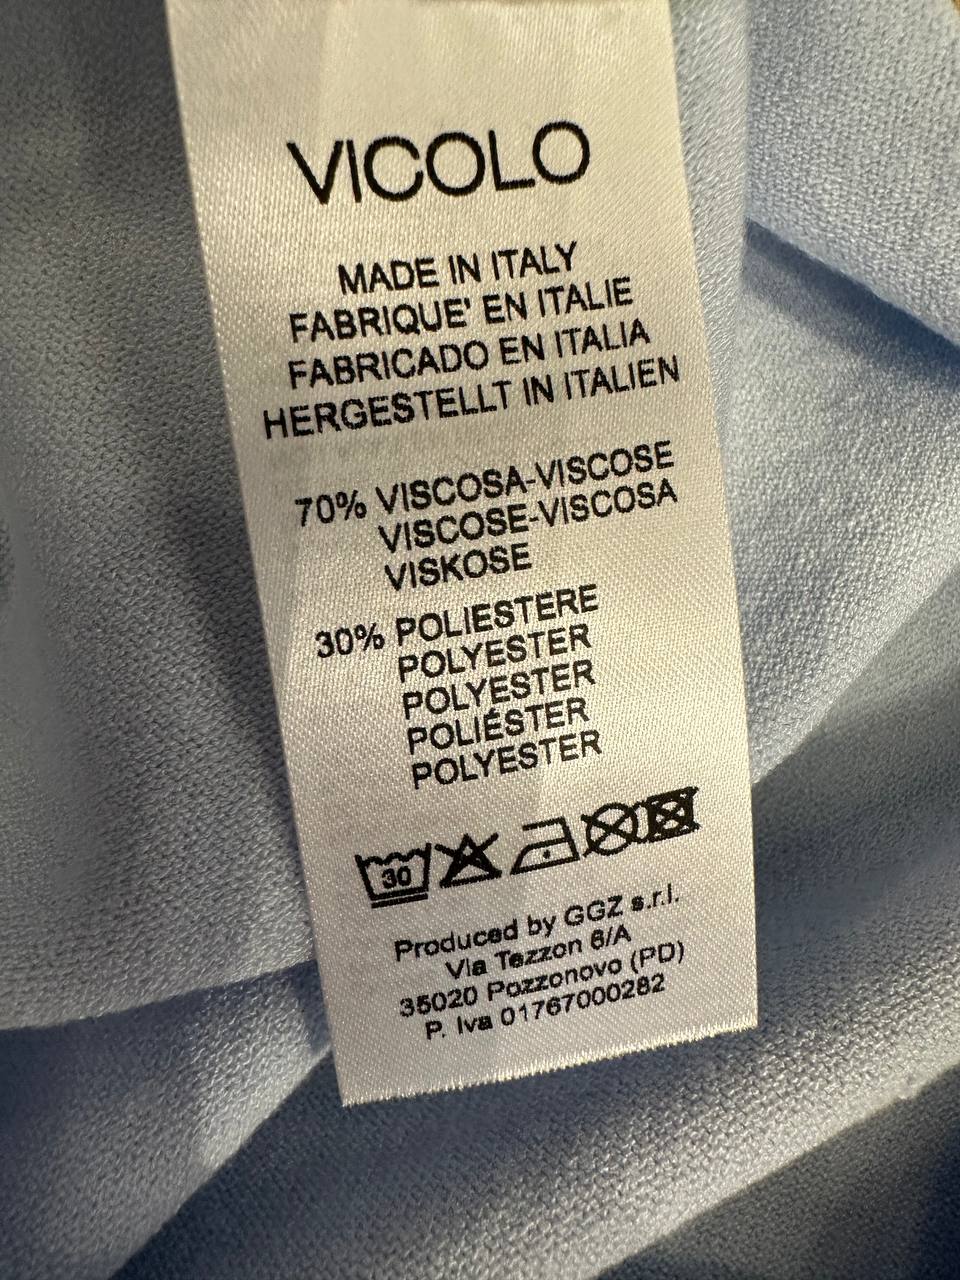 VICOLO
MADE IN ITALY
FABRIQUE' EN ITALIE
FABRICADO EN ITALIA
HERGESTELLT IN ITALIEN
70% VISCOSA-VISCOSE
VISCOSE-VISCOSA
VISKOSE
30% POLIESTERE
POLYESTER
POLYESTER
POLIÉSTER
POLYESTER
30
Produced by GGZ s.r.l.
Via Tezzon 6/A
35020 Pozzonovo (PD)
P. Iva 01767000282